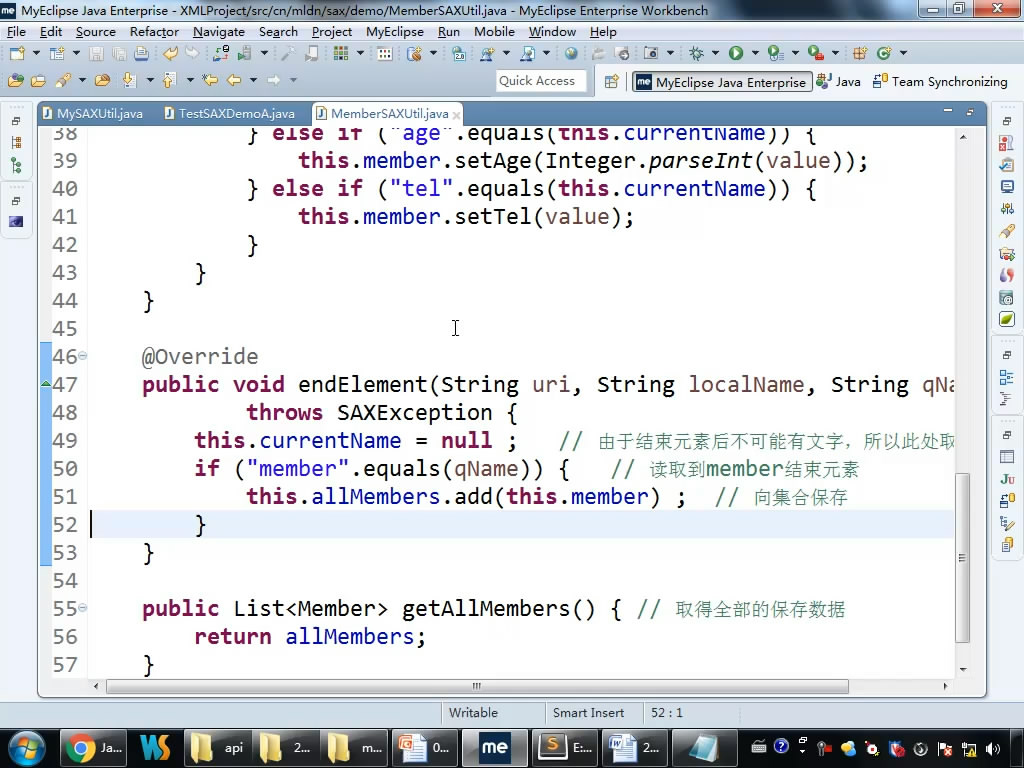 MyEclipse Java Enterprise - XMLProject/src/cn/mldn/sax/demo/MemberSAXUtil.java - MyEclipse Enterprise Workbench
File Edit Source Refactor Navigate Search Project MyEclipse Run Mobile Window Help
Quick Access MyEclipse Java Enterprise Java Team Synchronizing
MySAXUtil.java TestSAXDemoA.java MemberSAXUtil.java
38 } else if ("age".equals(this.currentName)) {
39 this.member.setAge(Integer.parseInt(value));
40 } else if ("tel".equals(this.currentName)) {
41 this.member.setTel(value);
42 }
43 }
44 }
45
46 @Override
47 public void endElement(String uri, String localName, String qNa
48 throws SAXException {
49 this.currentName = null ; // 由于结束元素后不可能有文字，所以此处取
50 if ("member".equals(qName)) { // 读取到member结束元素
51 this.allMembers.add(this.member) ; // 向集合保存
52 }
53 }
54
55 public List<Member> getAllMembers() { // 取得全部的保存数据
56 return allMembers;
57 }
Writable Smart Insert 52 : 1
Ja... api 2... m... 0... me E:... 2...